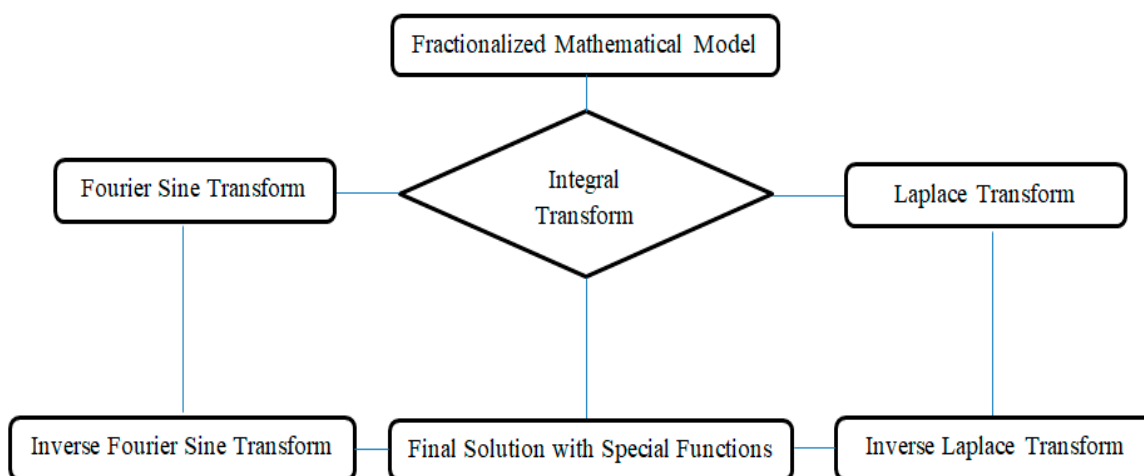 Fractionalized Mathematical Model
Fourier Sine Transform
Integral
Transform
Laplace Transform
Inverse Fourier Sine Transform
Final Solution with Special Functions
Inverse Laplace Transform